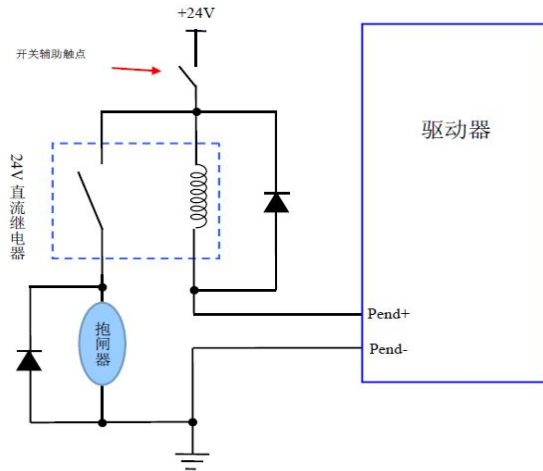 +24V
开关辅助触点
驱动器
24V 直流继电器
Pend+
Pend-
抱闸器